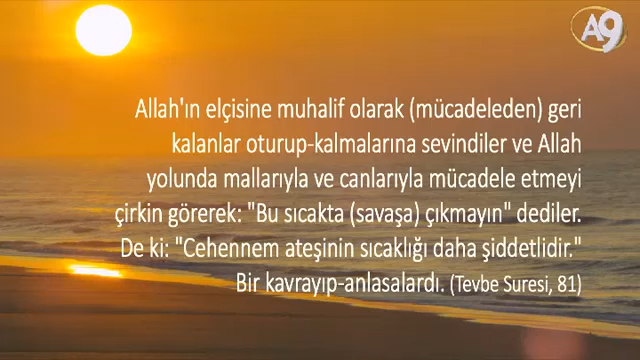 A9
Allah'ın elçisine muhalif olarak (mücadeleden) geri
kalanlar oturup-kalmalarına sevindiler ve Allah
yolunda mallarıyla ve canlarıyla mücadele etmeyi
çirkin görerek: "Bu sıcakta (savaşa) çıkmayın" dediler.
De ki: "Cehennem ateşinin sıcaklığı daha şiddetlidir."
Bir kavrayıp-anlasalardı. (Tevbe Suresi, 81)